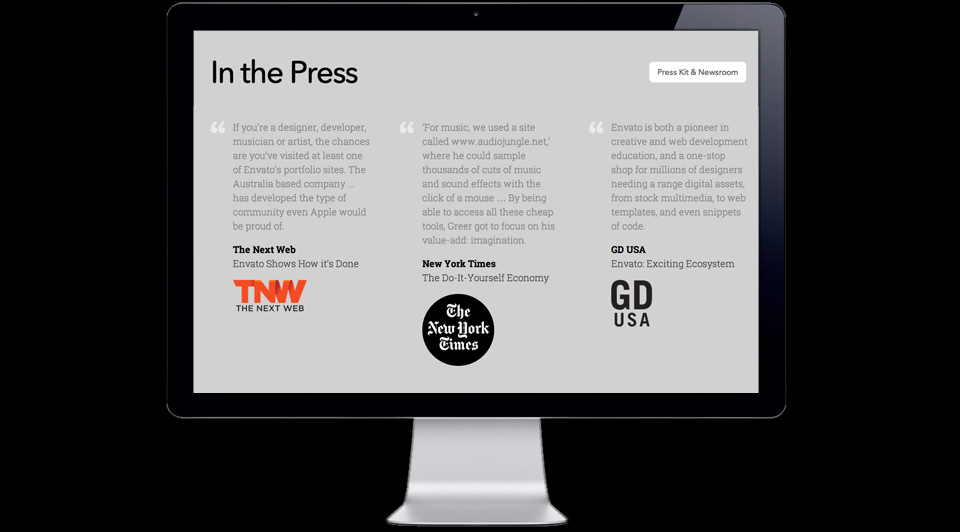 In the Press
Press Kit & Newsroom
If you're a designer, developer,
musician or artist, the chances
are you've visited at least one
of Envato's portfolio sites. The
Australia based company ...
has developed the type of
community even Apple would
be proud of.
The Next Web
Envato Shows How it's Done
TNW
THE NEXT WEB
'For music, we used a site
called www.audiojungle.net,'
where he could sample
thousands of cuts of music
and sound effects with the
click of a mouse ... By being
able to access all these cheap
tools, Greer got to focus on his
value-add: imagination.
New York Times
The Do-It-Yourself Economy
The
New York
Times
Envato is both a pioneer in
creative and web development
education, and a one-stop
shop for millions of designers
needing a range digital assets,
from stock multimedia, to web
templates, and even snippets
of code.
GD USA
Envato: Exciting Ecosystem
GD
USA